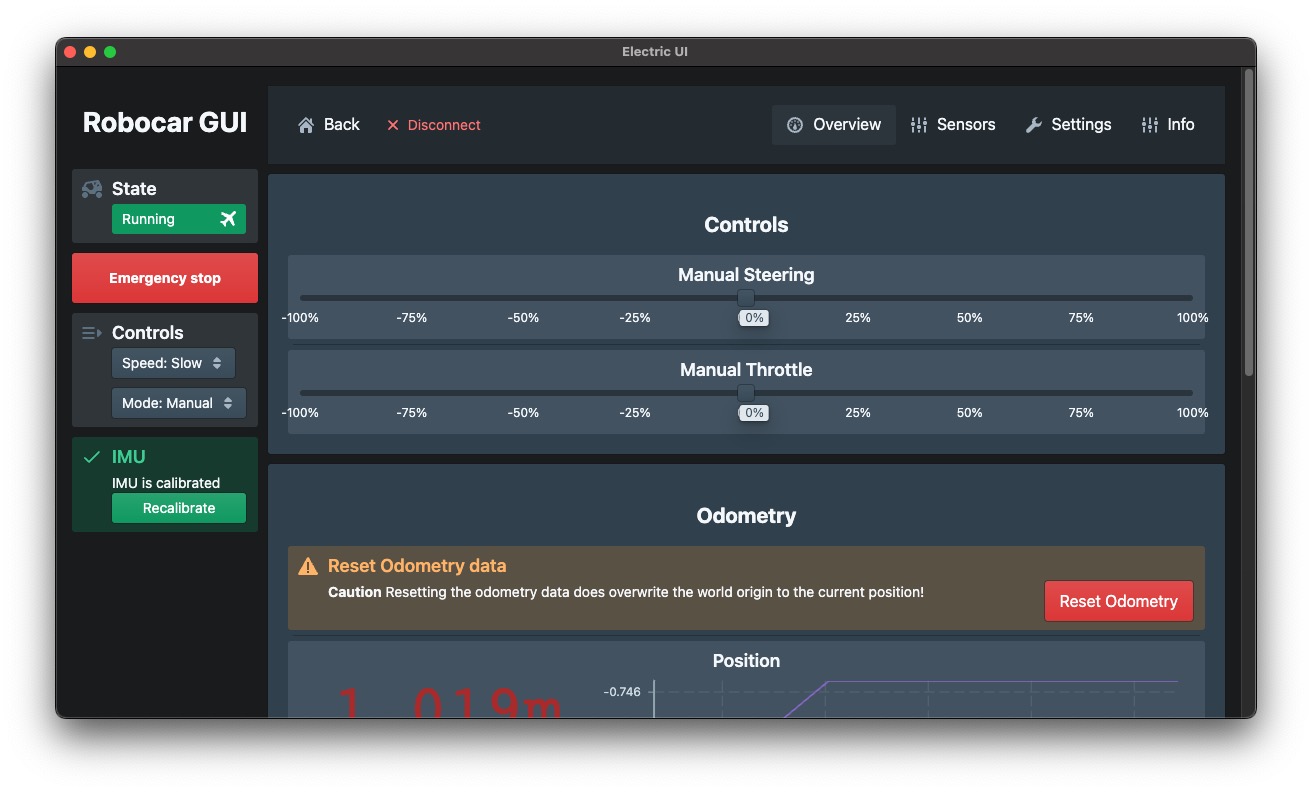 Electric UI
Robocar GUI
Back
Disconnect
Overview
Sensors
Settings
Info
State
Running
Emergency stop
Controls
Speed: Slow
Mode: Manual
IMU
IMU is calibrated
Recalibrate
Controls
Manual Steering
-100% -75% -50% -25% 0% 25% 50% 75% 100%
Manual Throttle
-100% -75% -50% -25% 0% 25% 50% 75% 100%
Odometry
Reset Odometry data
Caution Resetting the odometry data does overwrite the world origin to the current position!
Reset Odometry
Position
1.019m
-0.746